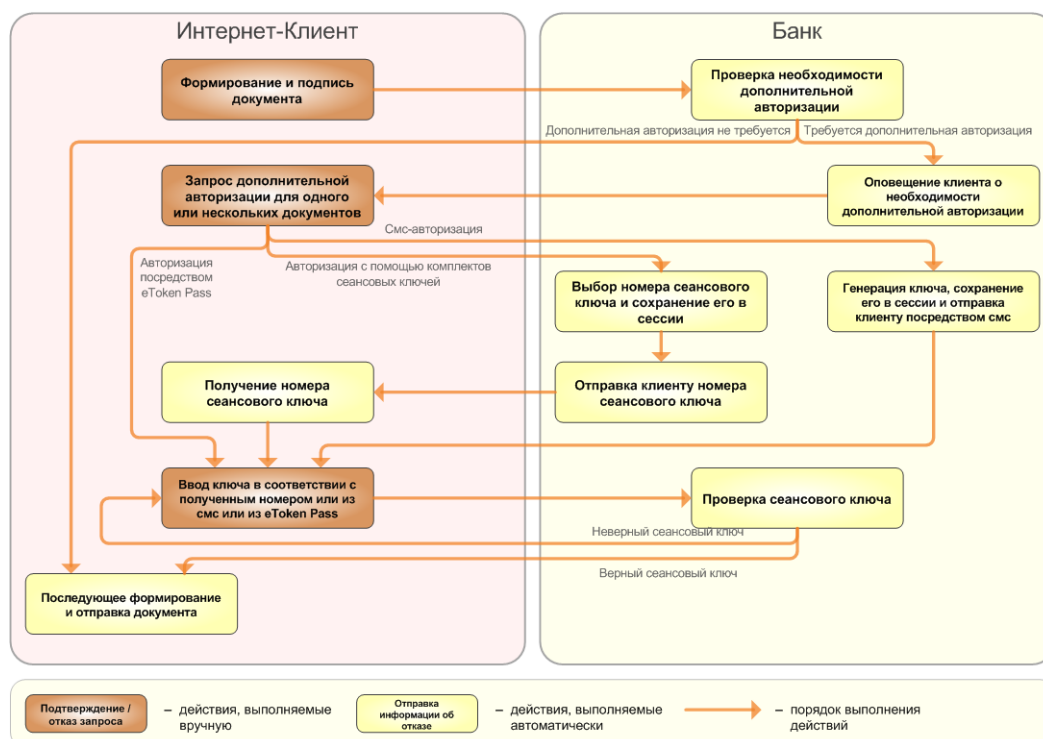 Интернет-Клиент
Банк
Формирование и подпись
документа
Проверка необходимости
дополнительной
авторизации
Дополнительная авторизация не требуется
Требуется дополнительная авторизация
Запрос дополнительной
авторизации для одного
или нескольких документов
Оповещение клиента о
необходимости
дополнительной авторизации
Смс-авторизация
Авторизация
посредством
eToken Pass
Авторизация с помощью комплектов
сеансовых ключей
Выбор номера сеансового
ключа и сохранение его в
сессии
Генерация ключа, сохранение
его в сессии и отправка
клиенту посредством смс
Получение номера
сеансового ключа
Отправка клиенту номера
сеансового ключа
Ввод ключа в соответствии с
полученным номером или из
смс или из eToken Pass
Проверка сеансового ключа
Неверный сеансовый ключ
Верный сеансовый ключ
Последующее формирование
и отправка документа
Подтверждение /
отказ запроса
– действия, выполняемые
вручную
Отправка
информации об
отказе
– действия, выполняемые
автоматически
– порядок выполнения
действий